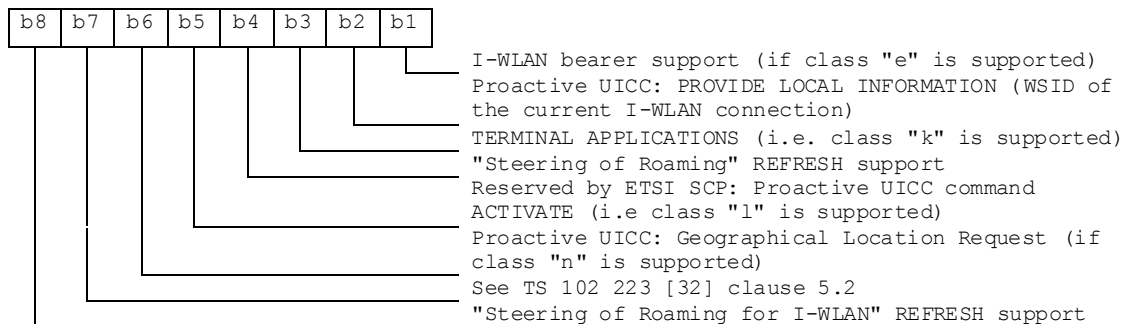 b8 b7 b6 b5 b4 b3 b2 b1
I-WLAN bearer support (if class "e" is supported)
Proactive UICC: PROVIDE LOCAL INFORMATION (WSID of
the current I-WLAN connection)
TERMINAL APPLICATIONS (i.e. class "k" is supported)
"Steering of Roaming" REFRESH support
Reserved by ETSI SCP: Proactive UICC command
ACTIVATE (i.e class "l" is supported)
Proactive UICC: Geographical Location Request (if
class "n" is supported)
See TS 102 223 [32] clause 5.2
"Steering of Roaming for I-WLAN" REFRESH support